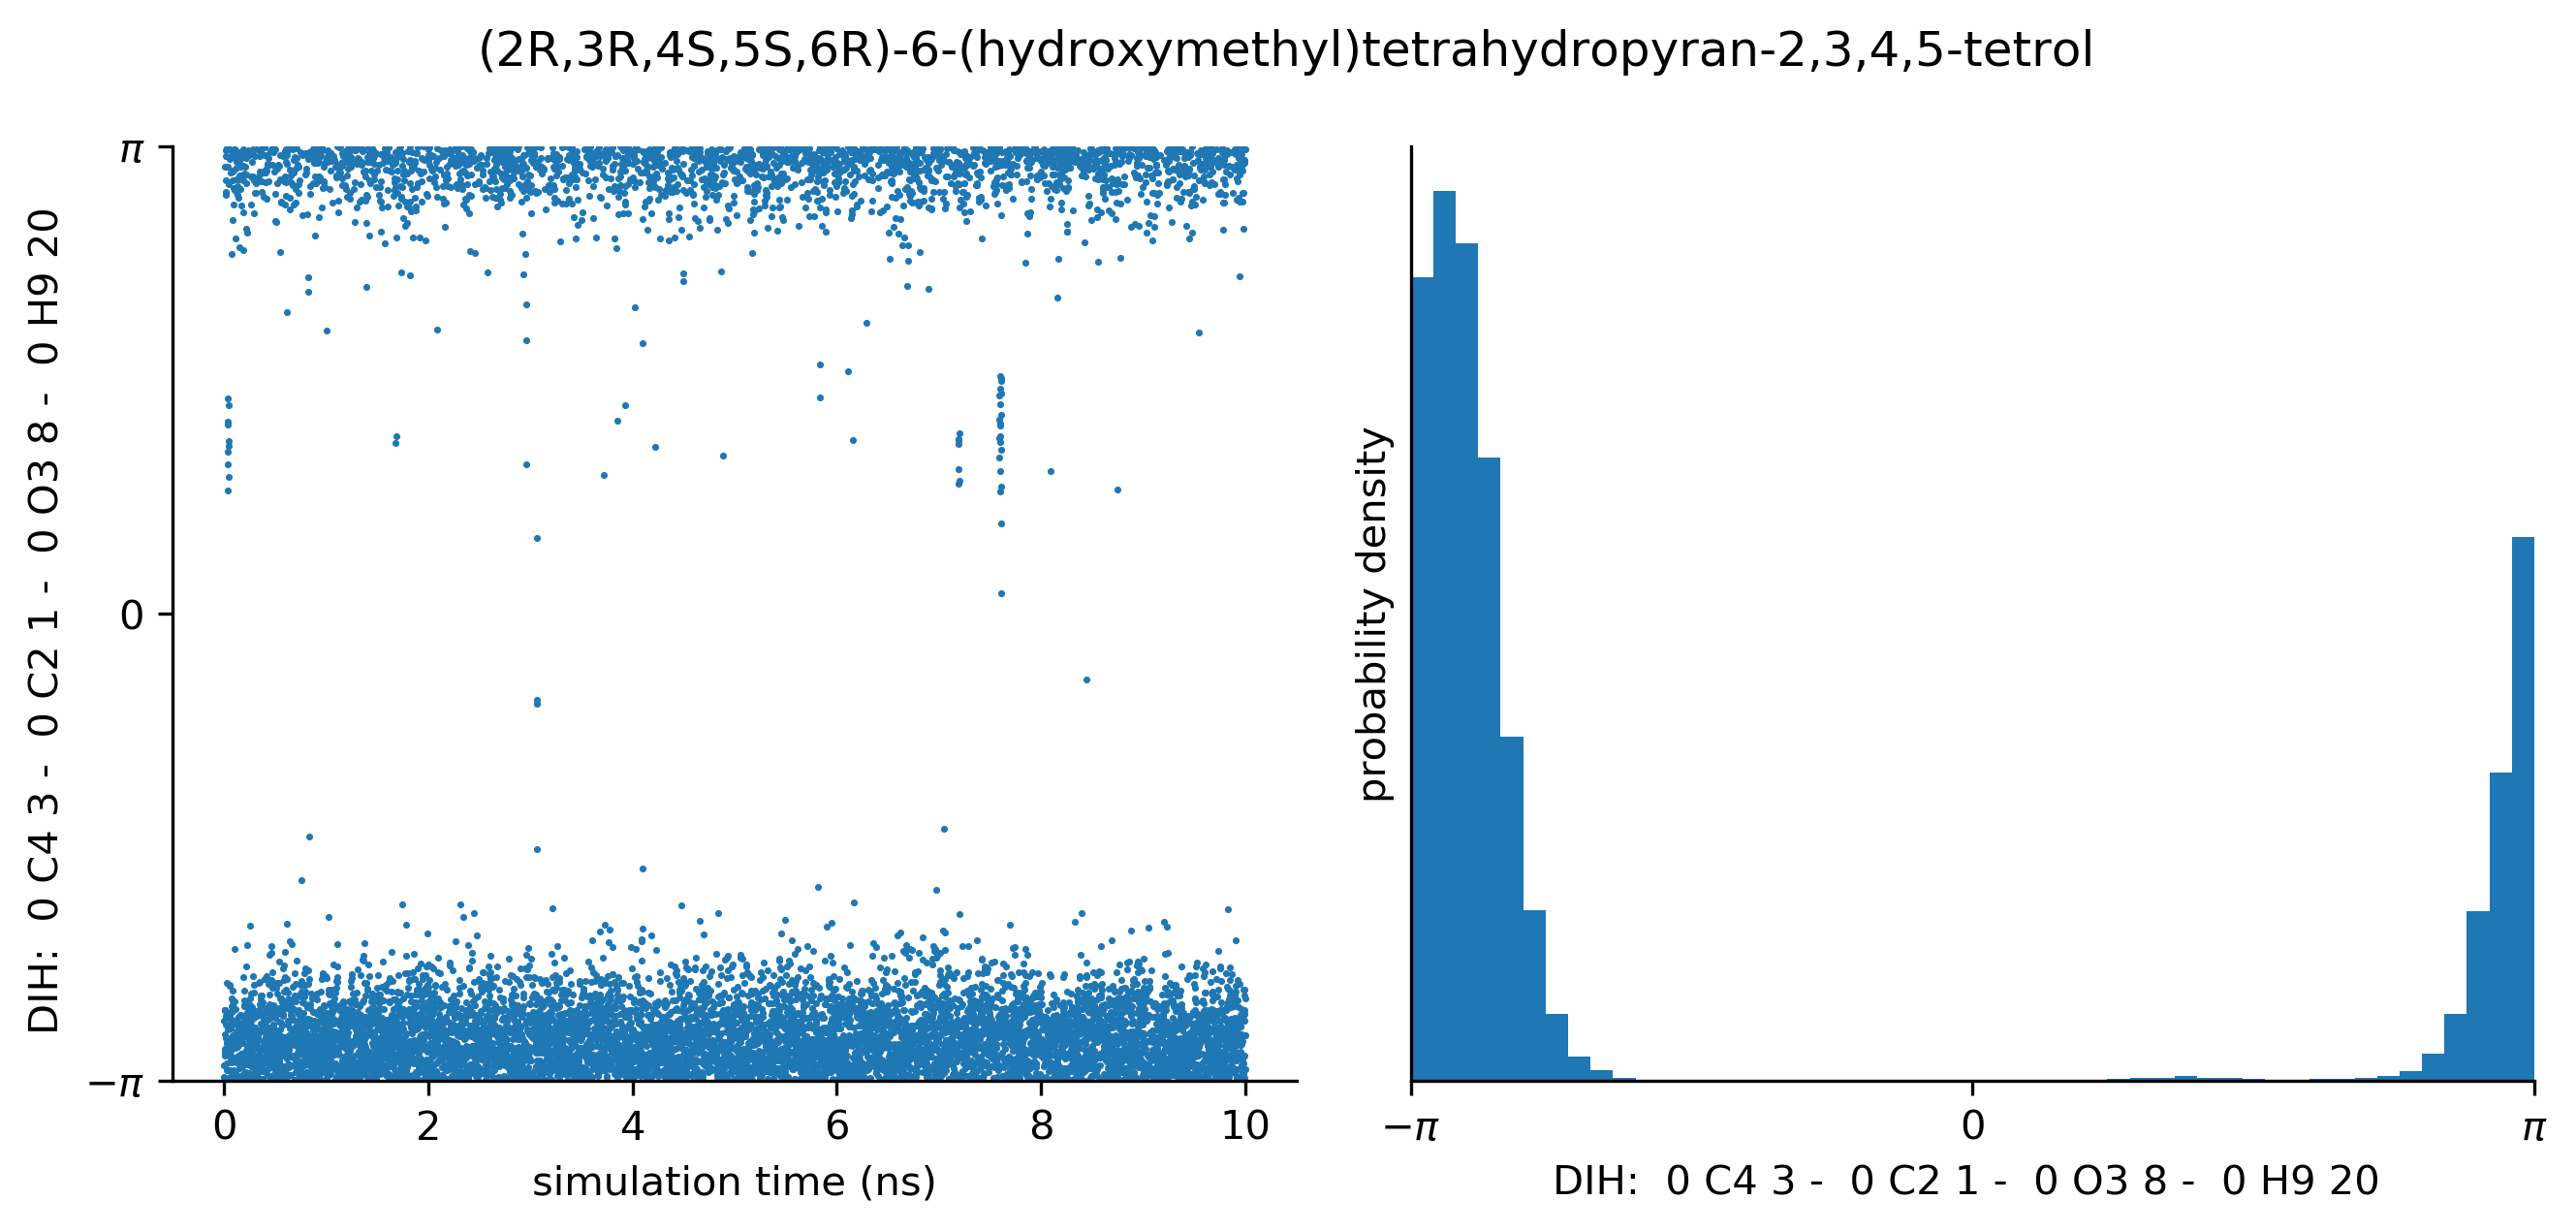 (2R,3R,4S,5S,6R)-6-(hydroxymethyl)tetrahydropyran-2,3,4,5-tetrol
DIH:  0 C4 3 -  0 C2 1 -  0 O3 8 -  0 H9 20
π
0
−π
0 2 4 6 8 10
simulation time (ns)
probability density
−π 0 π
DIH:  0 C4 3 -  0 C2 1 -  0 O3 8 -  0 H9 20